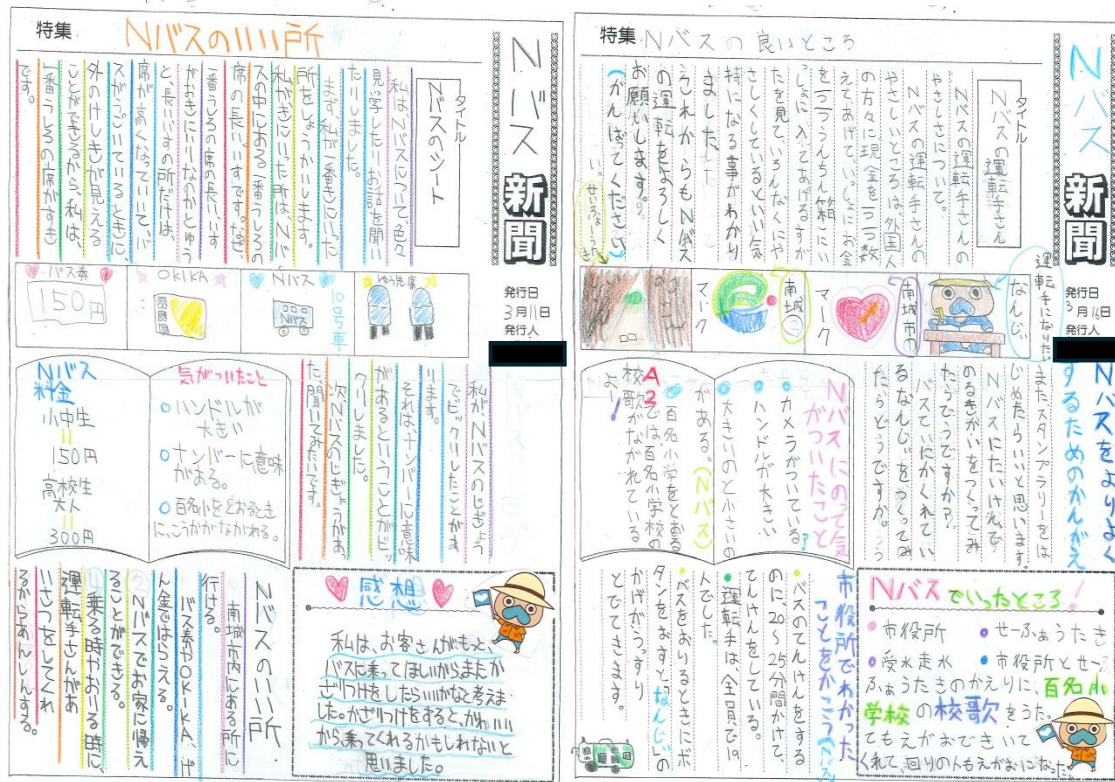 特集 Nバスのいい所
Nバス新聞
発行日
3月11日
発行人
タイトル
Nバスのシート
私は、Nバスについて色々
見学したりお話を聞い
たりしました。
まず、私が一番きにいった
所をしょうかいします。
私がきにいった所は、Nバ
スの中にある一番うしろの
席の長いいすです。なぜ
一番うしろの席の長いいす
がおきにいりなのかとゆう
と、長いいすの所だけは、
席が高くなっていて、バ
スがうごいているときに、
外のけしきが見える
ことができるから、私は、
一番うしろの席がすき
です。
ゆう先席
Nバス
10号車
Nバス
OKIKA
バス券
150円
私が、Nバスのじぎょう
でビックリしたことがあ
ります。
それは、ナンバーに意味
があるということがビッ
クリしました。
次、Nバスのじぎょうがあっ
た聞いてみたいです。
気がついたこと
ハンドルが
大きい
ナンバーに意味
がある。
百名小をとおるとき
に、こうかがながれる。
Nバス
料金
小中生
150円
高校生
大人
300円
Nバスのいい所
南城市内にある所に
行ける。
バス券やOKIKA、げ
ん金ではらえる。
Nバスでお家に帰え
ることができる。
乗る時やおりる時に
運転手さんがあ
いさつをしてくれ
るからあんしんする。
感想
私は、お客さんがもっと、
バスに乗ってほしいからまたか
ざりつけをしたらいいかなと考えま
した。かざりつけをすると、かわいい
から、乗ってくれるかもしれないと
思いました。
特集 Nバスの良いところ
Nバス新聞
発行日
3月14日
発行人
タイトル
Nバスの運転手さん
Nバスの運転手さんの
やさしさについて。
Nバスの運転手さんの
やさしいところは、外国人
の方々に現金を一つ一つ数
えてあげて、いっしょにお金
を一つ一つうんちん箱にい
っしょに入れてあげるすが
たを見ていろんな人にや
さしくしているといい気
持になる事がわかり
ました。
これからもNバス
の運転をよろしく
お願いします。
(がんばってください)
運転手になりたい
なんじぃ
南城市の
マーク
南城の
マーク
Nバスをよりよく
するためのかんがえ
また、スタンプラリーをは
じめたらいいと思います。
Nバスにたいけんで
のるきかいをつくってみ
たらどうですか?
バスていにかくれてい
るなんじぃをつくってみ
たらどうですか。
Nバスにのって気
がついたこと
カメラがついている
ハンドルが、大き
大きいのと小さいの
がある。(Nバス)
百名小学をとおる
A2では百名小学校の
校歌がながれている
よ!
市役所でわかった
ことをかこう
バスのてんけんをす
のに20~25分間かけて
てんけんをしている。
運転手は、全員で19
人でした。
バスをおりるときにボ
タンをおすと「なんじぃ」の
かげがうっすり
とでてきます。
Nバスでいったところ!
市役所
せーふぁうたき
受水走水
市役所とせー
ふぁうたきのかえりに、百名小
学校の校歌をうた。
てもえがおできいて
くれて、回りの人もえがおになった。